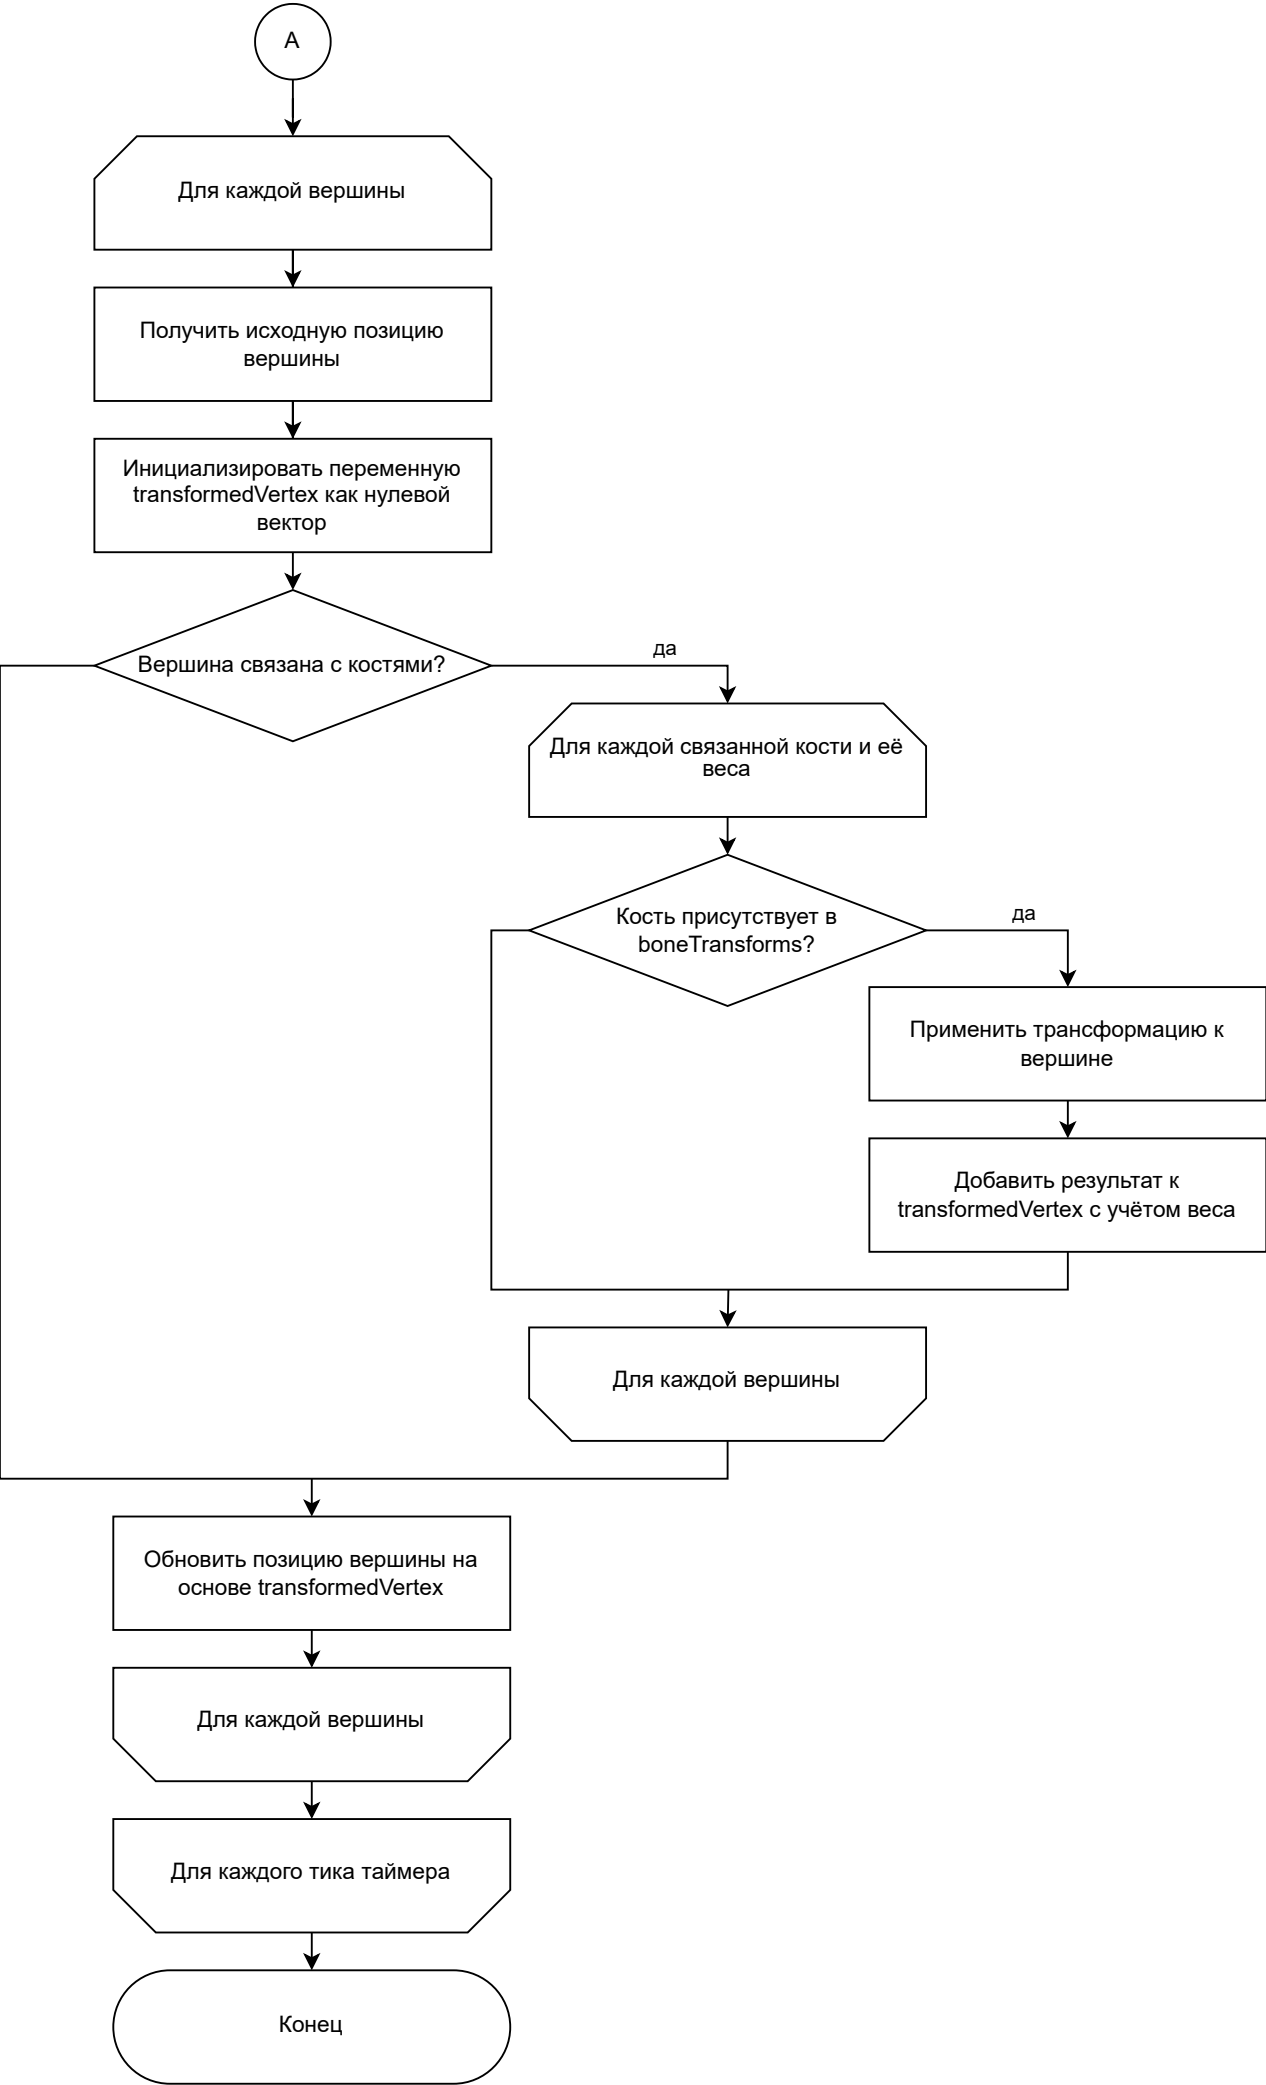 A
Для каждой вершины
Получить исходную позицию
вершины
Инициализировать переменную
transformedVertex как нулевой
вектор
Вершина связана с костями?
да
Для каждой связанной кости и её
веса
Кость присутствует в
boneTransforms?
да
Применить трансформацию к
вершине
Добавить результат к
transformedVertex с учётом веса
Для каждой вершины
Обновить позицию вершины на
основе transformedVertex
Для каждой вершины
Для каждого тика таймера
Конец